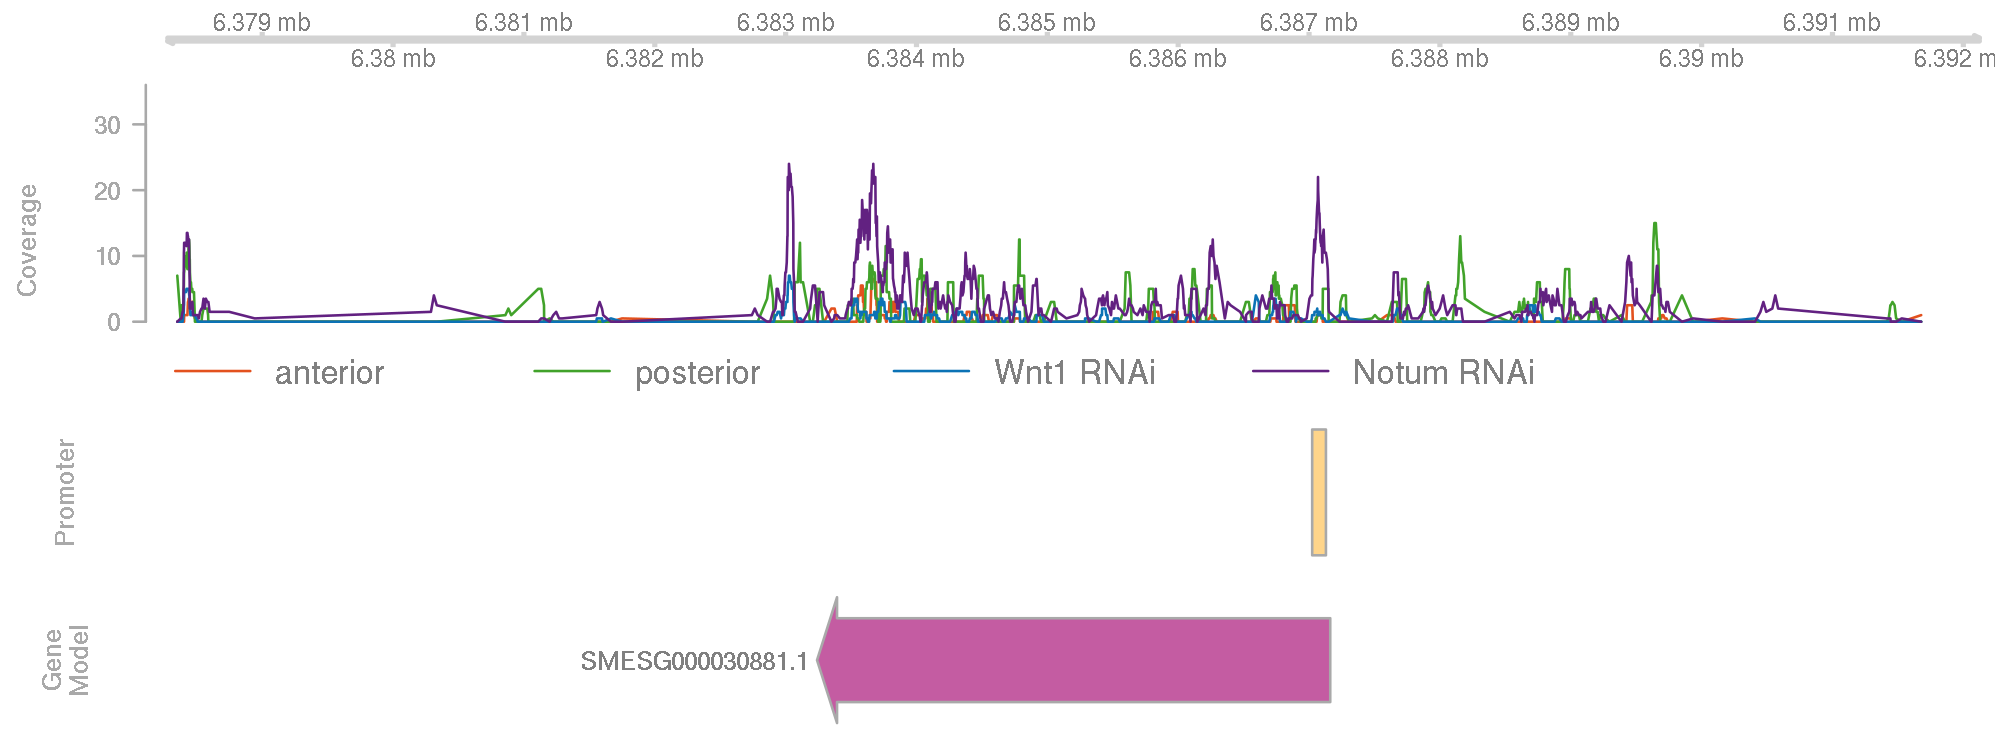 6.379 mb 6.381 mb 6.383 mb 6.385 mb 6.387 mb 6.389 mb 6.391 mb
6.38 mb 6.382 mb 6.384 mb 6.386 mb 6.388 mb 6.39 mb 6.392 m
Coverage
30
20
10
0
anterior posterior Wnt1 RNAi Notum RNAi
Promoter
Gene
Model
SMESG000030881.1